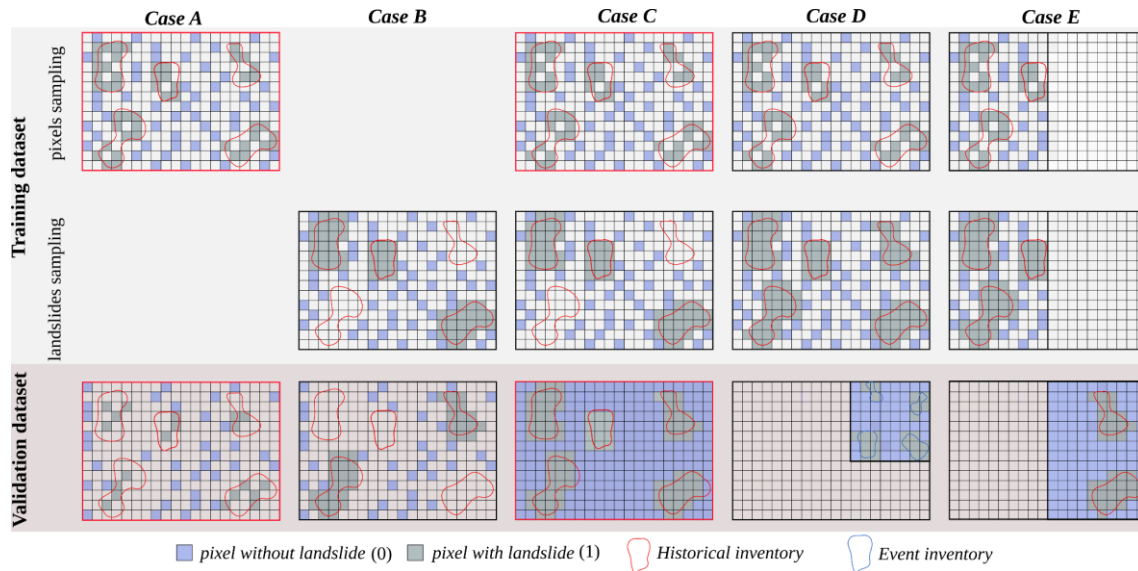 Case A Case B Case C Case D Case E
Training dataset
pixels sampling
landslides sampling
Validation dataset
pixel without landslide (0) pixel with landslide (1) Historical inventory Event inventory